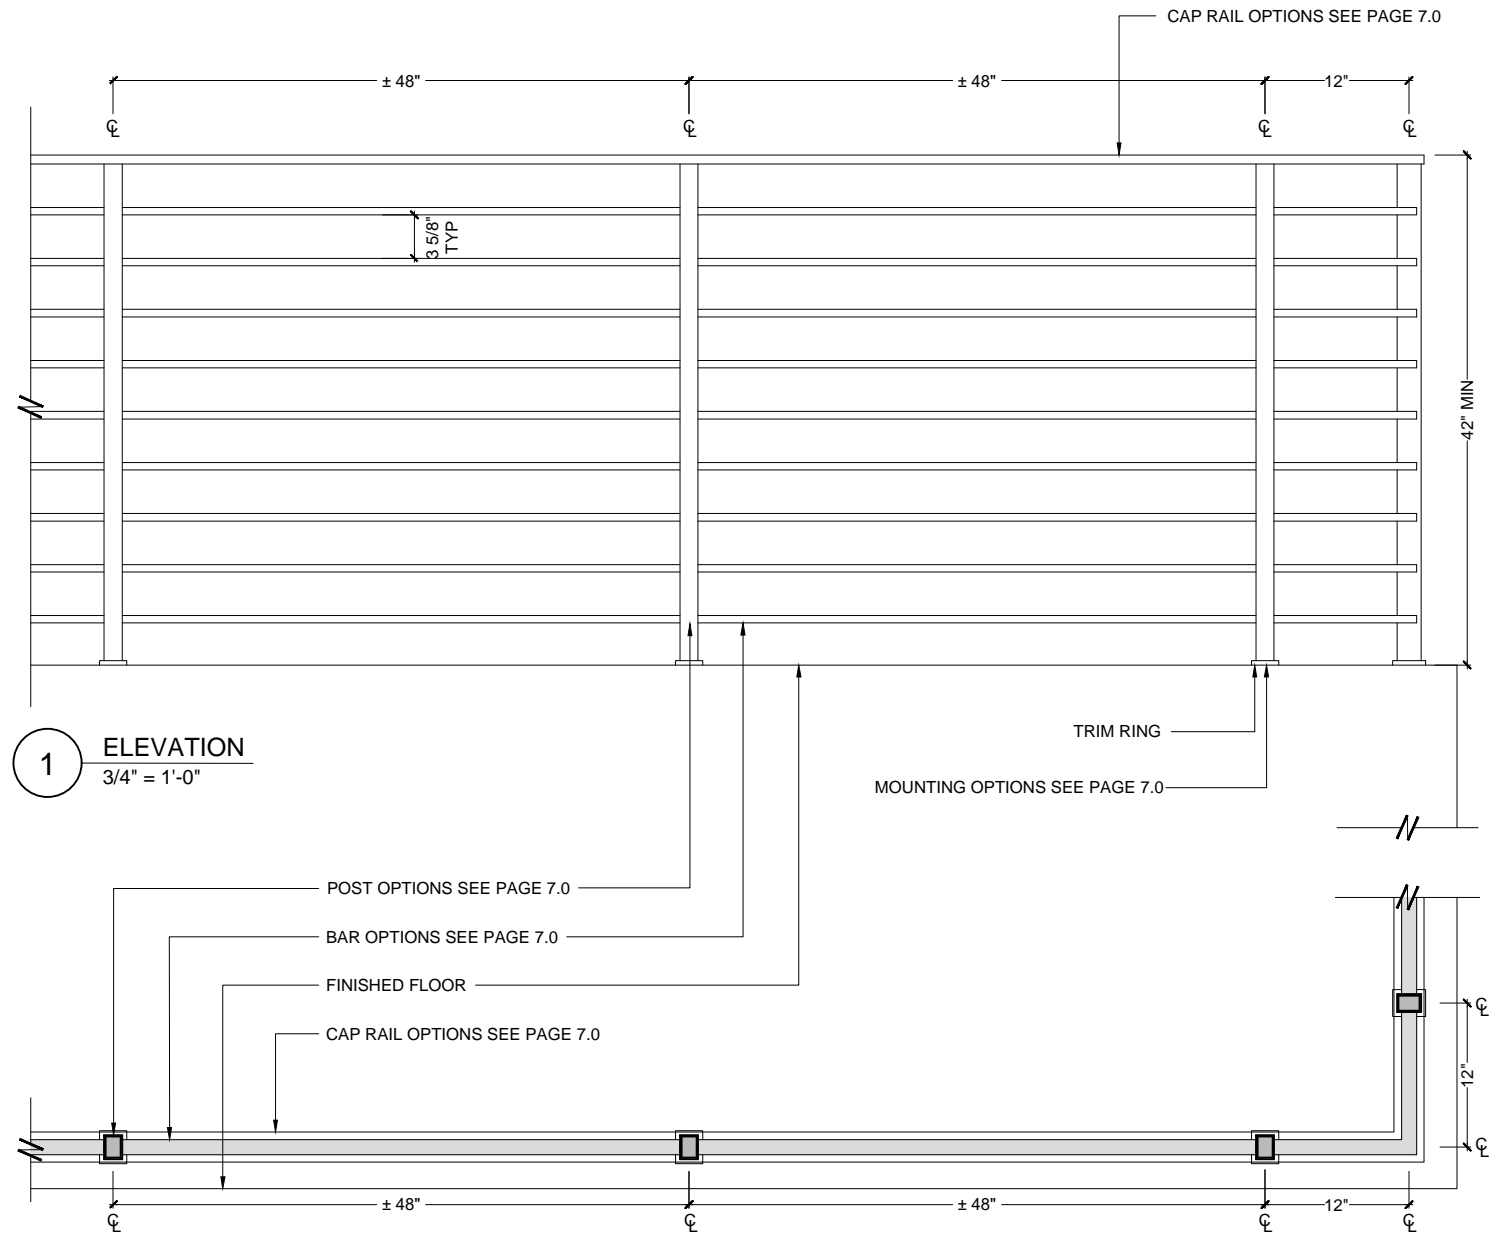 CAP RAIL OPTIONS SEE PAGE 7.0
± 48"
± 48"
12"
℄
℄
℄
℄
3 5/8"
TYP
42" MIN
TRIM RING
1
ELEVATION
3/4" = 1'-0"
MOUNTING OPTIONS SEE PAGE 7.0
POST OPTIONS SEE PAGE 7.0
BAR OPTIONS SEE PAGE 7.0
FINISHED FLOOR
CAP RAIL OPTIONS SEE PAGE 7.0
℄
12"
℄
± 48"
± 48"
12"
℄
℄
℄
℄